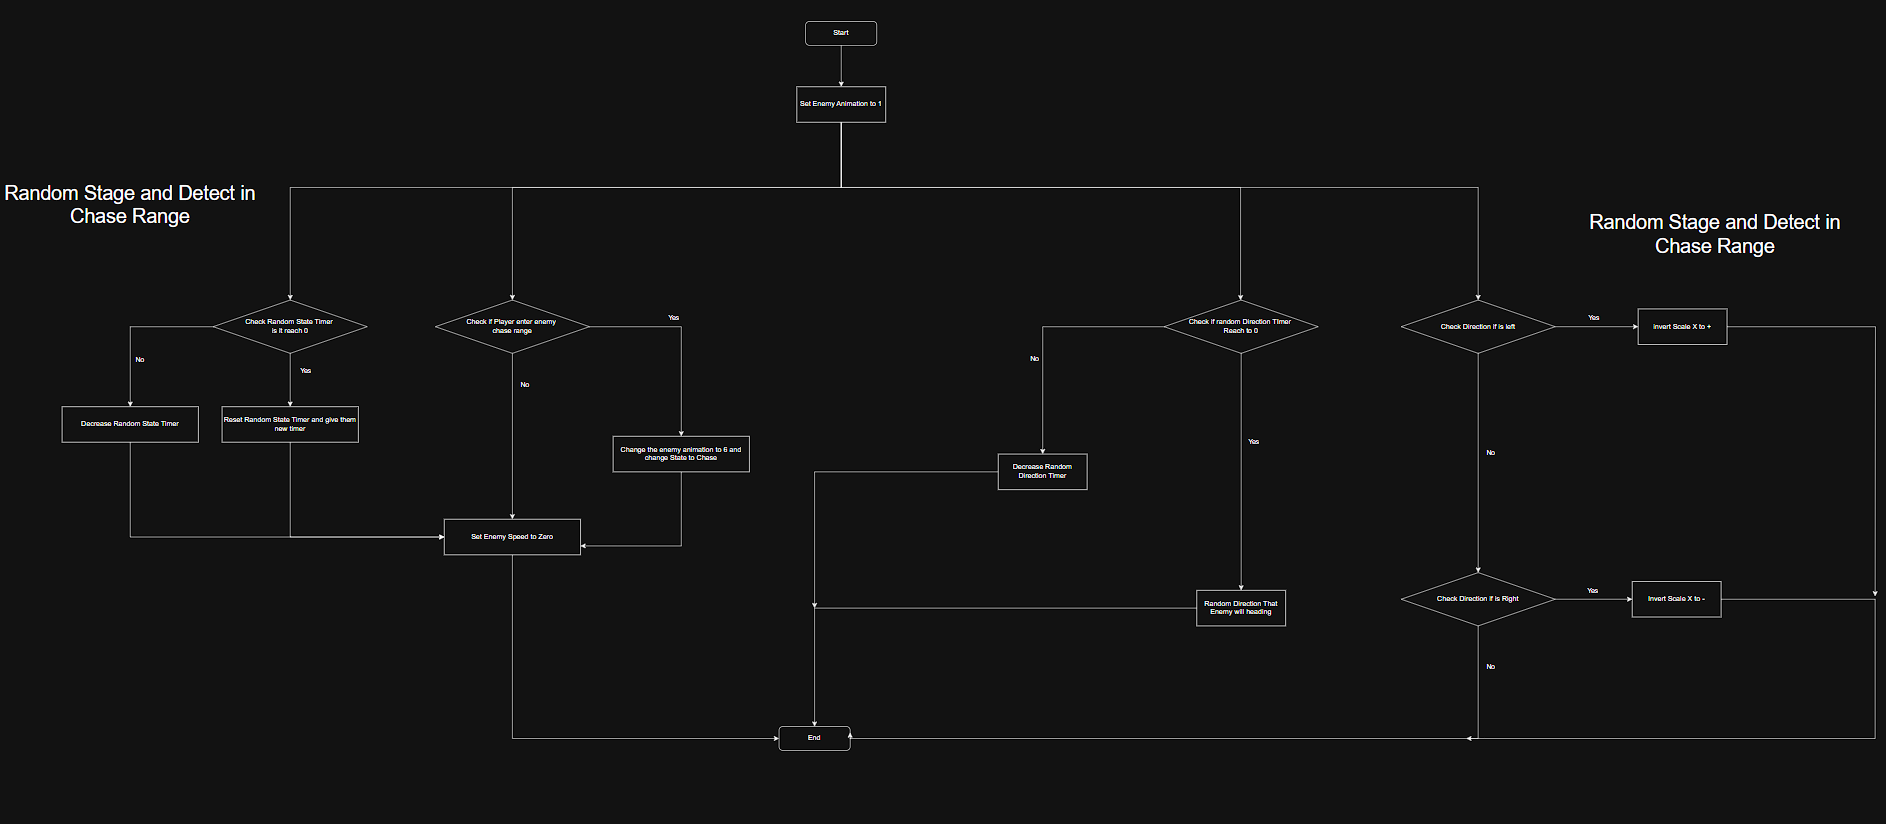 Start
Set Enemy Animation to 1
Random Stage and Detect in
Chase Range
Random Stage and Detect in
Chase Range
Check Random State Timer
is it reach 0
Check if Player enter enemy
chase range
Yes
Check if random Direction Timer
Reach to 0
Check Direction if is left
Yes
Invert Scale X to +
No
Yes
No
No
Decrease Random State Timer
Reset Random State Timer and give them
new timer
Change the enemy animation to 6 and
change State to Chase
Yes
No
Decrease Random
Direction Timer
Set Enemy Speed to Zero
Random Direction That
Enemy will heading
Check Direction if is Right
Yes
Invert Scale X to -
No
End